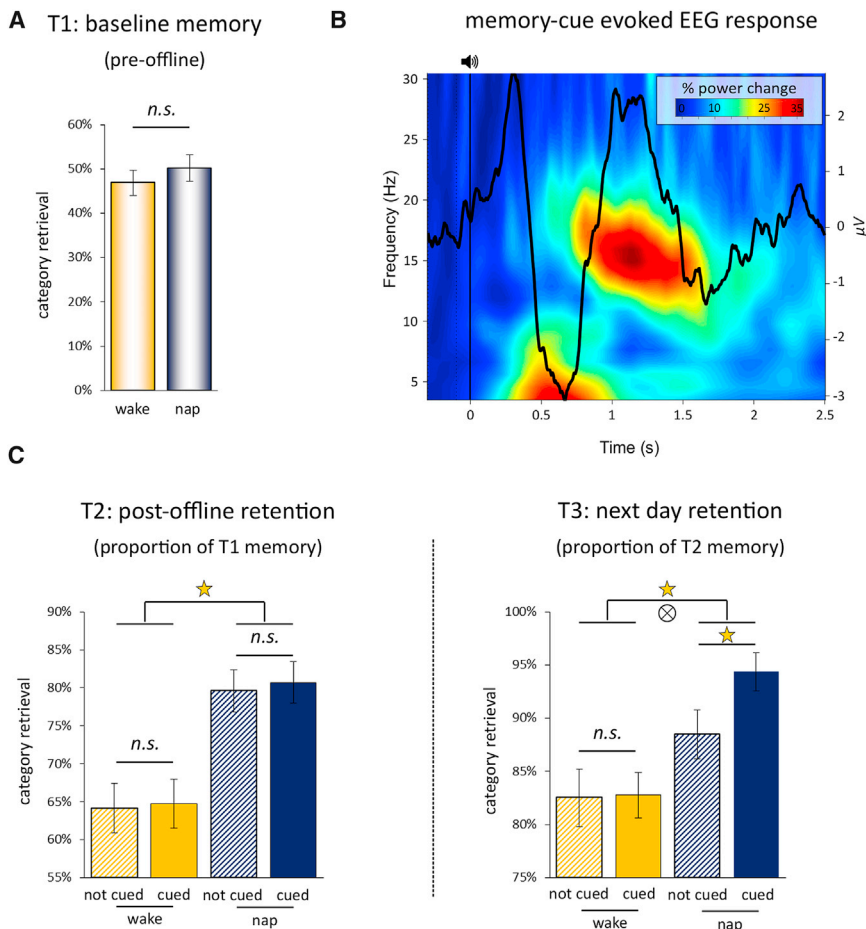 A
T1: baseline memory
(pre-offline)
n.s.
60%
50%
40%
30%
20%
10%
0%
category retrieval
wake
nap
B
memory-cue evoked EEG response
% power change
0 10 25 35
30
25
20
15
10
5
Frequency (Hz)
2
1
0
-1
-2
-3
μV
0 0.5 1 1.5 2 2.5
Time (s)
C
T2: post-offline retention
(proportion of T1 memory)
90%
85%
80%
75%
70%
65%
60%
55%
category retrieval
n.s.
n.s.
not cued cued not cued cued
wake nap
T3: next day retention
(proportion of T2 memory)
100%
95%
90%
85%
80%
75%
category retrieval
n.s.
not cued cued not cued cued
wake nap